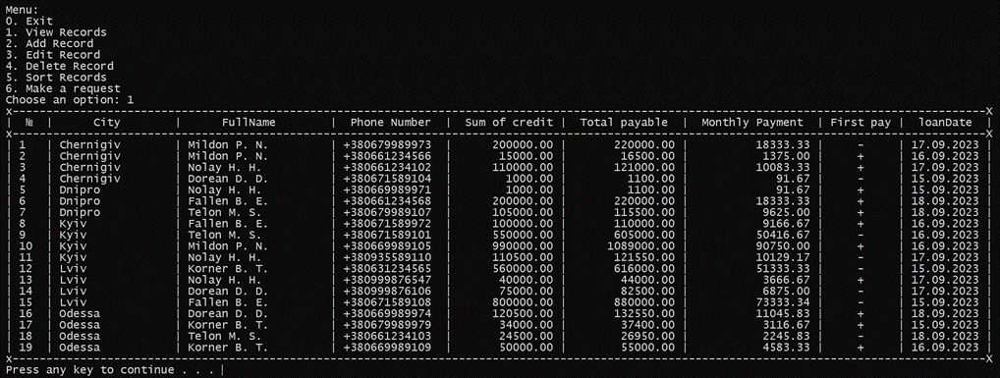 Menu:
0. Exit
1. View Records
2. Add Record
3. Edit Record
4. Delete Record
5. Sort Records
6. Make a request
Choose an option: 1
| № | City | FullName | Phone Number | Sum of credit | Total payable | Monthly Payment | First pay | loanDate |
| 1 | Chernigiv | Mildon P. N. | +380679989973 | 200000.00 | 220000.00 | 18333.33 | - | 17.09.2023 |
| 2 | Chernigiv | Mildon P. N. | +380661234566 | 15000.00 | 16500.00 | 1375.00 | + | 16.09.2023 |
| 3 | Chernigiv | Nolay H. H. | +380661234102 | 110000.00 | 121000.00 | 10083.33 | + | 17.09.2023 |
| 4 | Chernigiv | Dorean D. D. | +380671589104 | 1000.00 | 1100.00 | 91.67 | - | 15.09.2023 |
| 5 | Dnipro | Nolay H. H. | +380669989971 | 1000.00 | 1100.00 | 91.67 | + | 15.09.2023 |
| 6 | Dnipro | Fallen B. E. | +380661234568 | 200000.00 | 220000.00 | 18333.33 | + | 18.09.2023 |
| 7 | Dnipro | Telon M. S. | +380679989107 | 105000.00 | 115500.00 | 9625.00 | + | 18.09.2023 |
| 8 | Kyiv | Fallen B. E. | +380671589972 | 100000.00 | 110000.00 | 9166.67 | + | 16.09.2023 |
| 9 | Kyiv | Telon M. S. | +380671589101 | 550000.00 | 605000.00 | 50416.67 | - | 16.09.2023 |
| 10 | Kyiv | Mildon P. N. | +380669989105 | 990000.00 | 1089000.00 | 90750.00 | + | 16.09.2023 |
| 11 | Kyiv | Nolay H. H. | +380935589110 | 110500.00 | 121550.00 | 10129.17 | - | 17.09.2023 |
| 12 | Lviv | Korner B. T. | +380631234565 | 560000.00 | 616000.00 | 51333.33 | - | 15.09.2023 |
| 13 | Lviv | Nolay H. H. | +380999876547 | 40000.00 | 44000.00 | 3666.67 | + | 17.09.2023 |
| 14 | Lviv | Dorean D. D. | +380999876106 | 75000.00 | 82500.00 | 6875.00 | - | 17.09.2023 |
| 15 | Lviv | Fallen B. E. | +380671589108 | 800000.00 | 880000.00 | 73333.34 | - | 15.09.2023 |
| 16 | Odessa | Dorean D. D. | +380669989974 | 120500.00 | 132550.00 | 11045.83 | + | 18.09.2023 |
| 17 | Odessa | Korner B. T. | +380679989979 | 34000.00 | 37400.00 | 3116.67 | + | 15.09.2023 |
| 18 | Odessa | Telon M. S. | +380661234103 | 24500.00 | 26950.00 | 2245.83 | - | 18.09.2023 |
| 19 | Odessa | Korner B. T. | +380669989109 | 50000.00 | 55000.00 | 4583.33 | + | 16.09.2023 |
Press any key to continue . . .